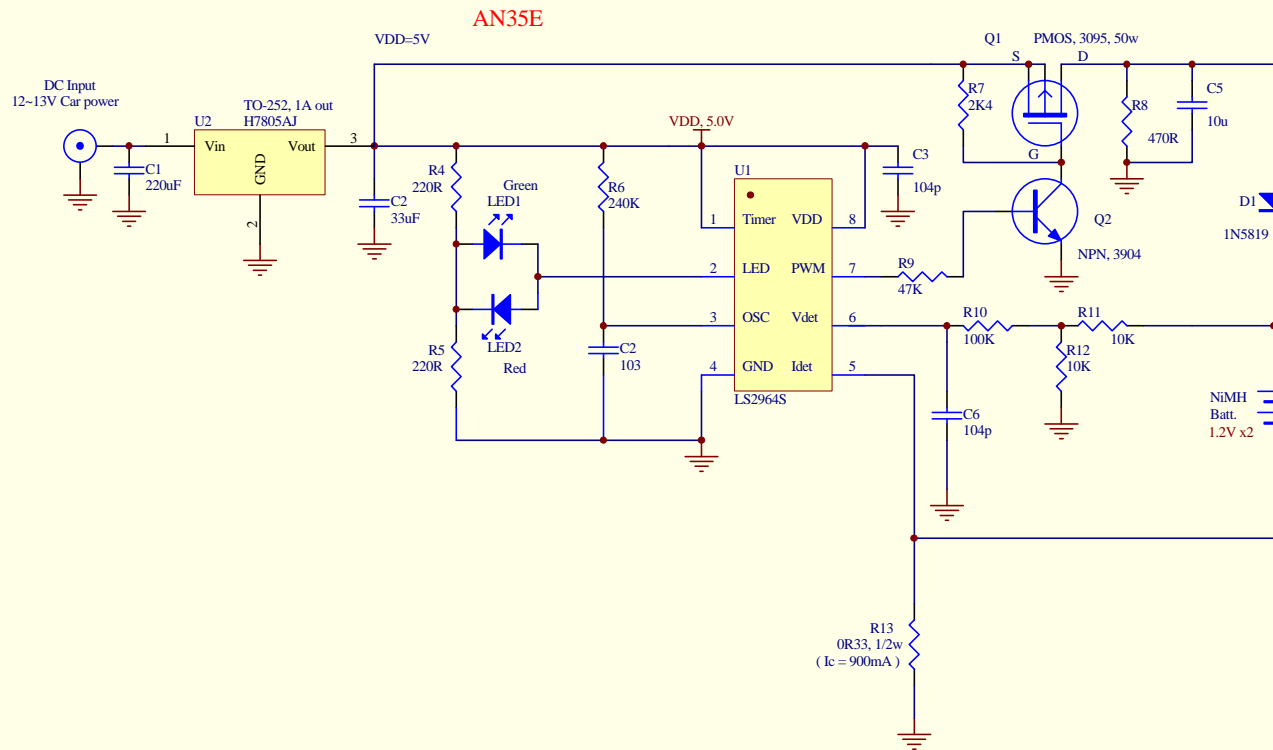 AN35E
VDD=5V
Q1
PMOS, 3095, 50w
S
D
G
DC Input
12~13V Car power
C1
220uF
U2
TO-252, 1A out
H7805AJ
1
Vin
Vout
3
GND
2
C2
33uF
R4
220R
Green
LED1
LED2
Red
R5
220R
R6
240K
C2
103
VDD, 5.0V
U1
1
Timer
VDD
8
2
LED
PWM
7
3
OSC
Vdet
6
4
GND
Idet
5
LS2964S
C3
104p
R7
2K4
R8
470R
C5
10u
Q2
NPN, 3904
R9
47K
D1
1N5819
R10
100K
R11
10K
R12
10K
C6
104p
NiMH
Batt.
1.2V x2
R13
0R33, 1/2w
( Ic = 900mA )